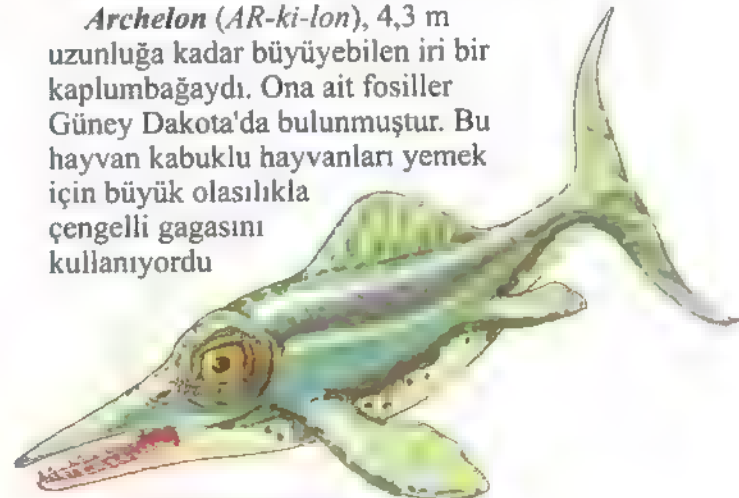 Archelon (AR-ki-lon), 4,3 m
uzunluğa kadar büyüyebilen iri bir
kaplumbağaydı. Ona ait fosiller
Güney Dakota'da bulunmuştur. Bu
hayvan kabuklu hayvanları yemek
için büyük olasılıkla
çengelli gagasını
kullanıyordu